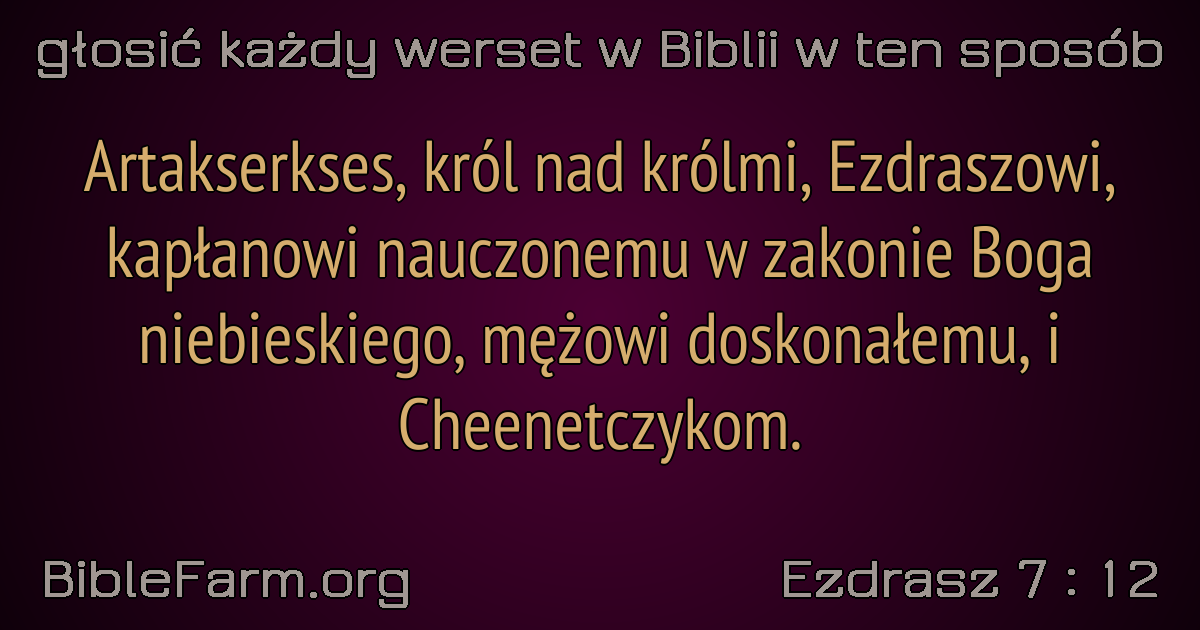 głosić każdy werset w Biblii w ten sposób
Artakserkses, król nad królmi, Ezdraszowi,
kapłanowi nauczonemu w zakonie Boga
niebieskiego, mężowi doskonałemu, i
Cheenetczykom.
BibleFarm.org
Ezdrasz 7 : 12